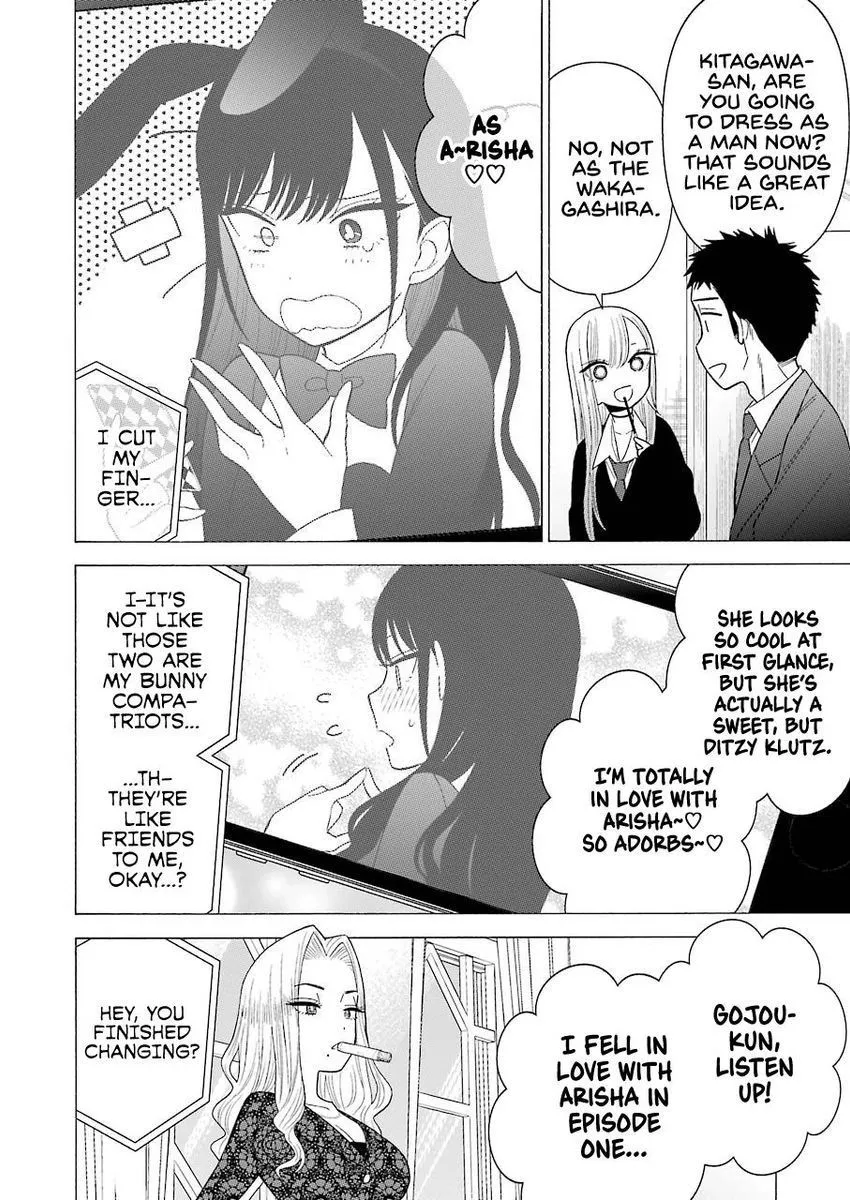 KITAGAWA-
SAN, ARE
YOU GOING
TO DRESS AS
A MAN NOW?
THAT SOUNDS
LIKE A GREAT
IDEA.
NO, NOT
AS THE
WAKA-
GASHIRA.
AS
A~RISHA
♡♡
I CUT
MY
FIN-
GER...
SHE LOOKS
SO COOL AT
FIRST GLANCE,
BUT SHE'S
ACTUALLY A
SWEET, BUT
DITZY KLUTZ.
I'M TOTALLY
IN LOVE WITH
ARISHA~♡
SO ADORBS~♡
I-IT'S
NOT LIKE
THOSE
TWO ARE
MY BUNNY
COMPA-
TRIOTS...
...TH-
THEY'RE
LIKE
FRIENDS
TO ME,
OKAY...?
GOJOU-
KUN,
LISTEN
UP!
I FELL IN
LOVE WITH
ARISHA IN
EPISODE
ONE...
HEY, YOU
FINISHED
CHANGING?